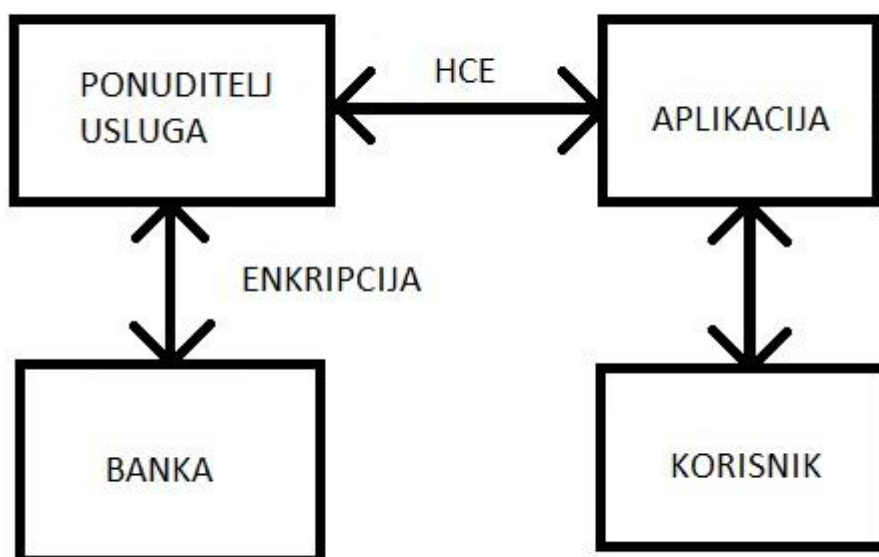 PONUDITELJ
USLUGA
HCE
APLIKACIJA
ENKRIPCIJA
BANKA
KORISNIK